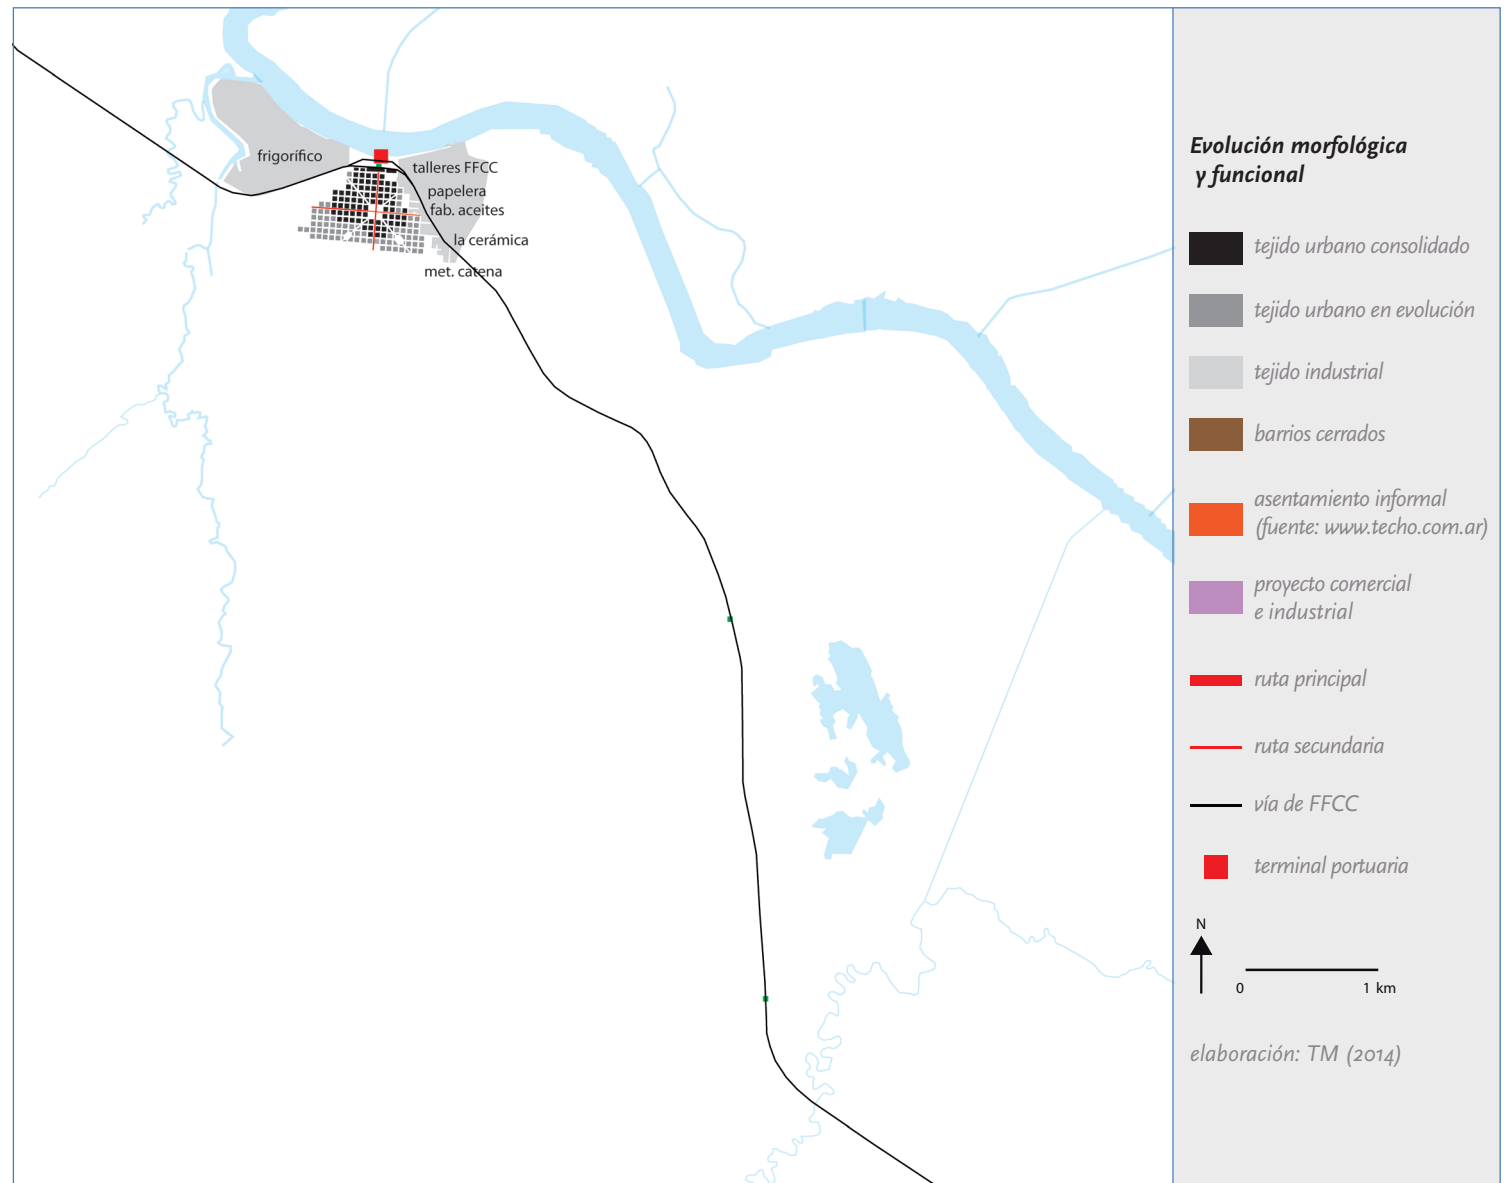 frigorífico
talleres FFCC
papelera
fab. aceites
la cerámica
met. catena
Evolución morfológica
y funcional
tejido urbano consolidado
tejido urbano en evolución
tejido industrial
barrios cerrados
asentamiento informal
(fuente: www.techo.com.ar)
proyecto comercial
e industrial
ruta principal
ruta secundaria
vía de FFCC
terminal portuaria
N
0 1 km
elaboración: TM (2014)